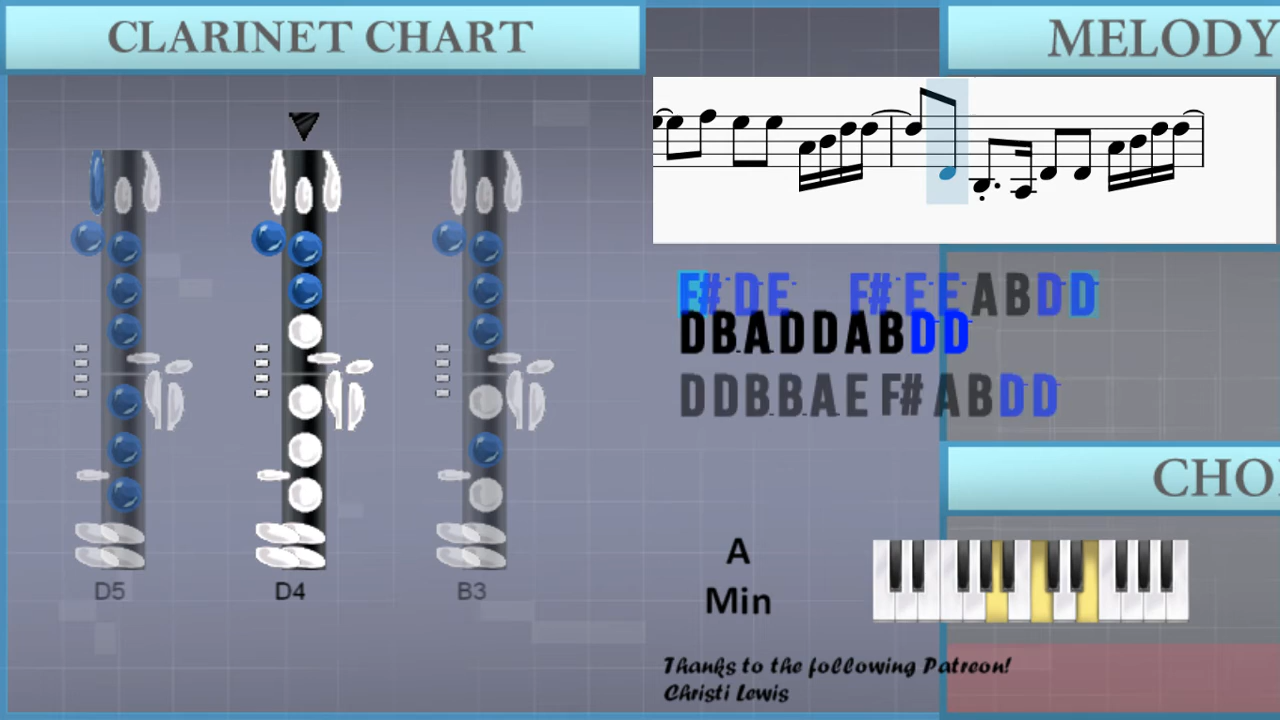 CLARINET CHART
MELODY
F# D E F# E E A B D D
D B A D D A B D D
D D B B A E F# A B D D
CHO
D5
D4
B3
A
Min
Thanks to the following Patreon!
Christi Lewis